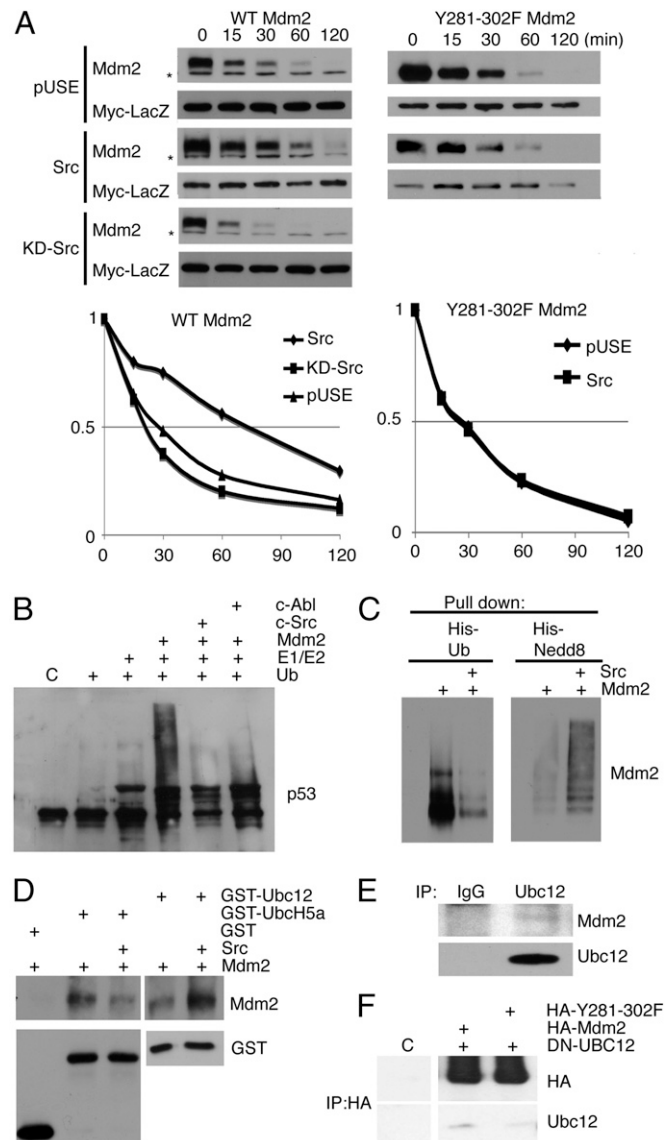 A
WT Mdm2
Y281-302F Mdm2
0 15 30 60 120
0 15 30 60 120 (min)
pUSE
Mdm2
*
Myc-LacZ
Src
Mdm2
*
Myc-LacZ
KD-Src
Mdm2
*
Myc-LacZ
WT Mdm2
1
0.5
0
Src
KD-Src
pUSE
0 30 60 90 120
Y281-302F Mdm2
1
0.5
0
pUSE
Src
0 30 60 90 120
B
+ c-Abl
+ c-Src
+ + + Mdm2
+ + + + E1/E2
C + + + + + Ub
p53
C
Pull down:
His-
Ub
His-
Nedd8
+ + Src
+ + + + Mdm2
Mdm2
D
+ + GST-Ubc12
+ + GST-UbcH5a
+ GST
+ + Src
+ + + + + Mdm2
Mdm2
GST
E
IP: IgG Ubc12
Mdm2
Ubc12
F
+ HA-Y281-302F
+ HA-Mdm2
C + + DN-UBC12
IP:HA
HA
Ubc12